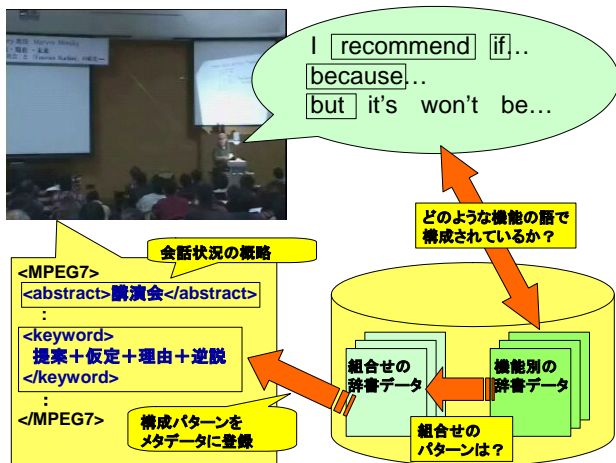 I recommend if...
because...
but it's won't be...
どのような機能の語で
構成されているか？
会話状況の概略
<MPEG7>
<abstract>講演会</abstract>
:
<keyword>
提案＋仮定＋理由＋逆説
</keyword>
:
</MPEG7>
構成パターンを
メタデータに登録
組合せの
辞書データ
機能別の
辞書データ
組合せの
パターンは？